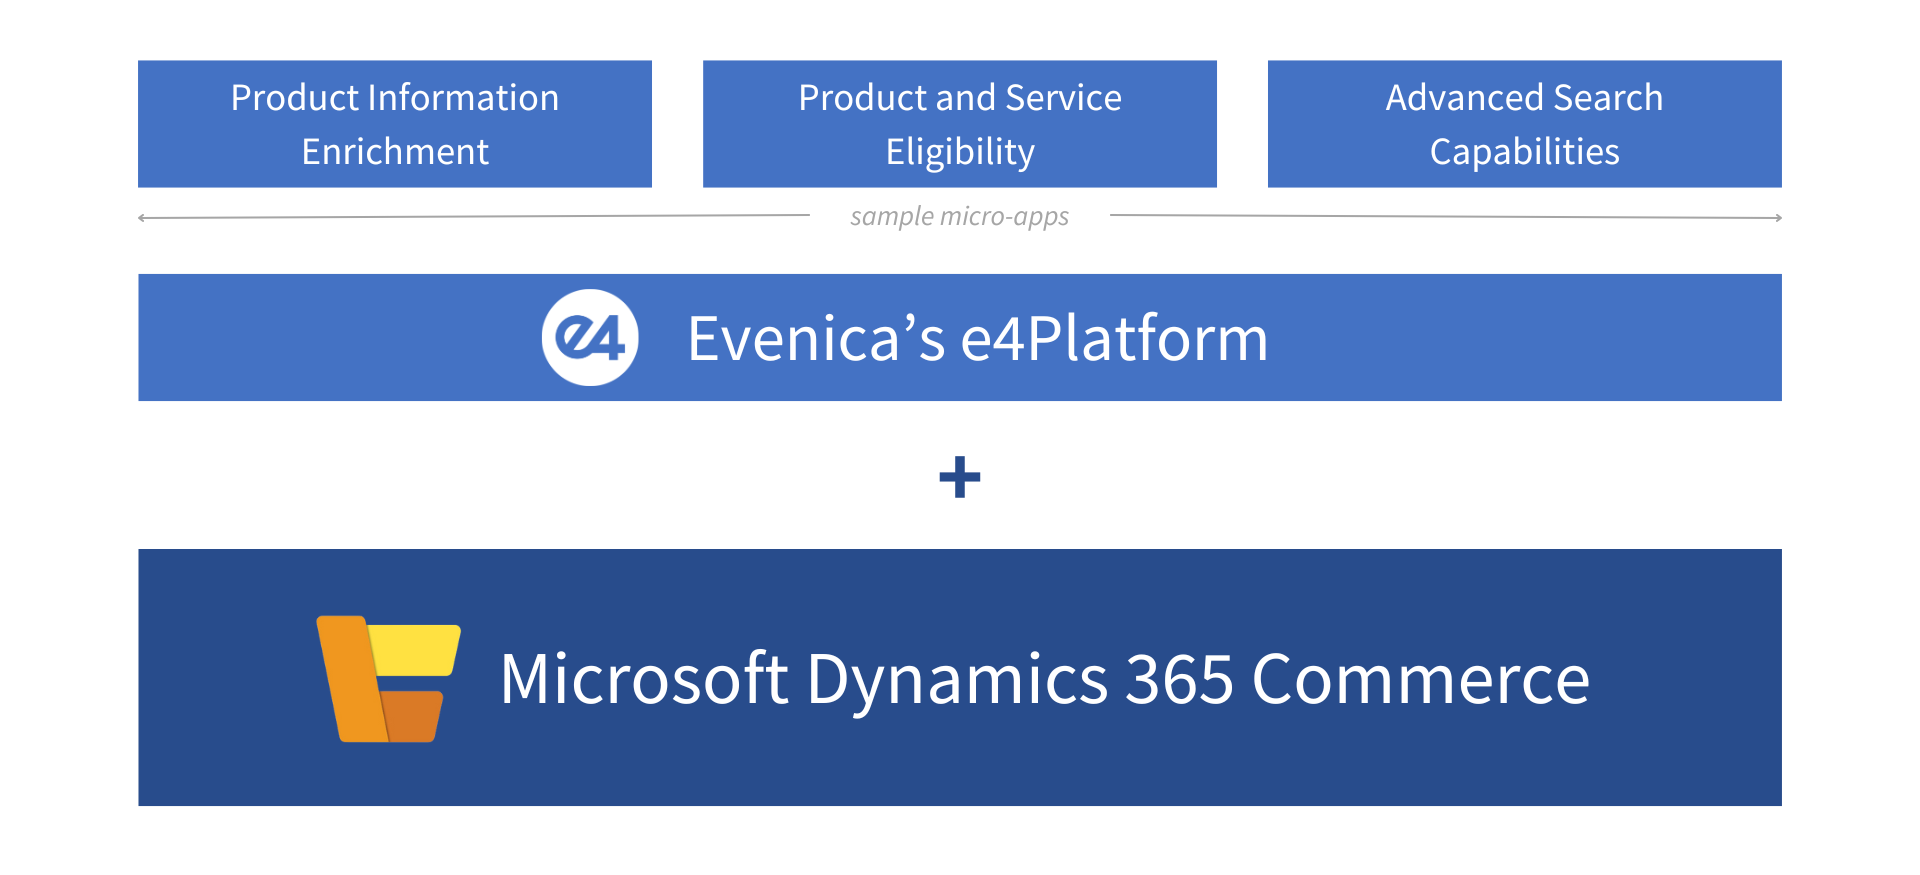 Product Information
Enrichment
Product and Service
Eligibility
Advanced Search
Capabilities
sample micro-apps
e4
Evenica’s e4Platform
+
Microsoft Dynamics 365 Commerce